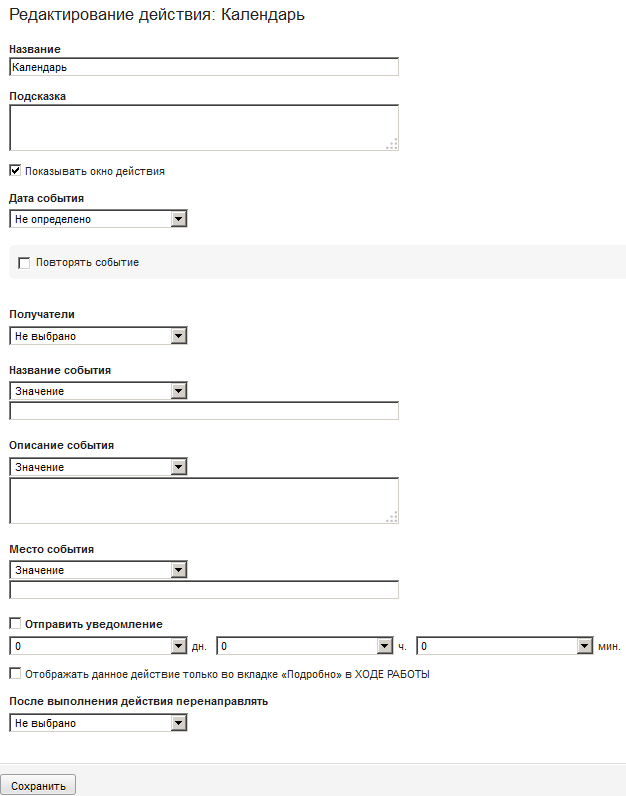 Редактирование действия: Календарь
Название
Календарь
Подсказка
Показывать окно действия
Дата события
Не определено
Повторять событие
Получатели
Не выбрано
Название события
Значение
Описание события
Значение
Место события
Значение
Отправить уведомление
0 дн. 0 ч. 0 мин.
Отображать данное действие только во вкладке «Подробно» в ХОДЕ РАБОТЫ
После выполнения действия перенаправлять
Не выбрано
Сохранить